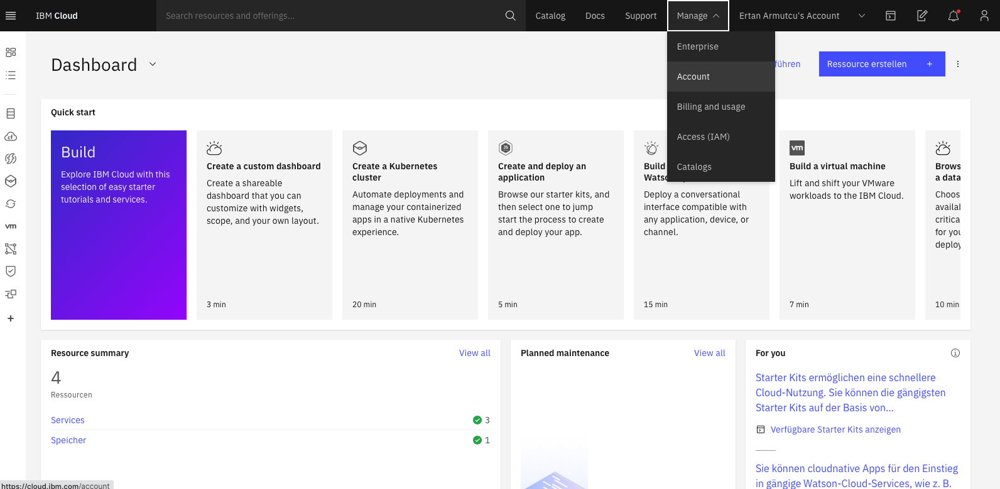 IBM Cloud
Search resources and offerings...
Catalog
Docs
Support
Manage
Ertan Armutcu's Account
Enterprise
Account
Billing and usage
Access (IAM)
Catalogs
Dashboard
führen
Ressource erstellen +
Quick start
Build
Explore IBM Cloud with this
selection of easy starter
tutorials and services.
Create a custom dashboard
Create a shareable
dashboard that you can
customize with widgets,
scope, and your own layout.
3 min
Create a Kubernetes
cluster
Automate deployments and
manage your containerized
apps in a native Kubernetes
experience.
20 min
JS
Create and deploy an
application
Browse our starter kits, and
then select one to jump
start the process to create
and deploy your app.
5 min
Build
Deploy a conversational
interface compatible with
any application, device, or
channel.
15 min
vm
Build a virtual machine
Lift and shift your VMware
workloads to the IBM Cloud.
7 min
Brows
a data
Choos
availab
critica
for you
deploy
10 min
cf
vm
Resource summary
View all
4
Ressourcen
Services
3
Speicher
1
Planned maintenance
View all
For you
Starter Kits ermöglichen eine schnellere
Cloud-Nutzung. Sie können die gängigsten
Starter Kits auf der Basis von...
Verfügbare Starter Kits anzeigen
Sie können cloudnative Apps für den Einstieg
in gängige Watson-Cloud-Services, wie z. B.
https://cloud.ibm.com/account